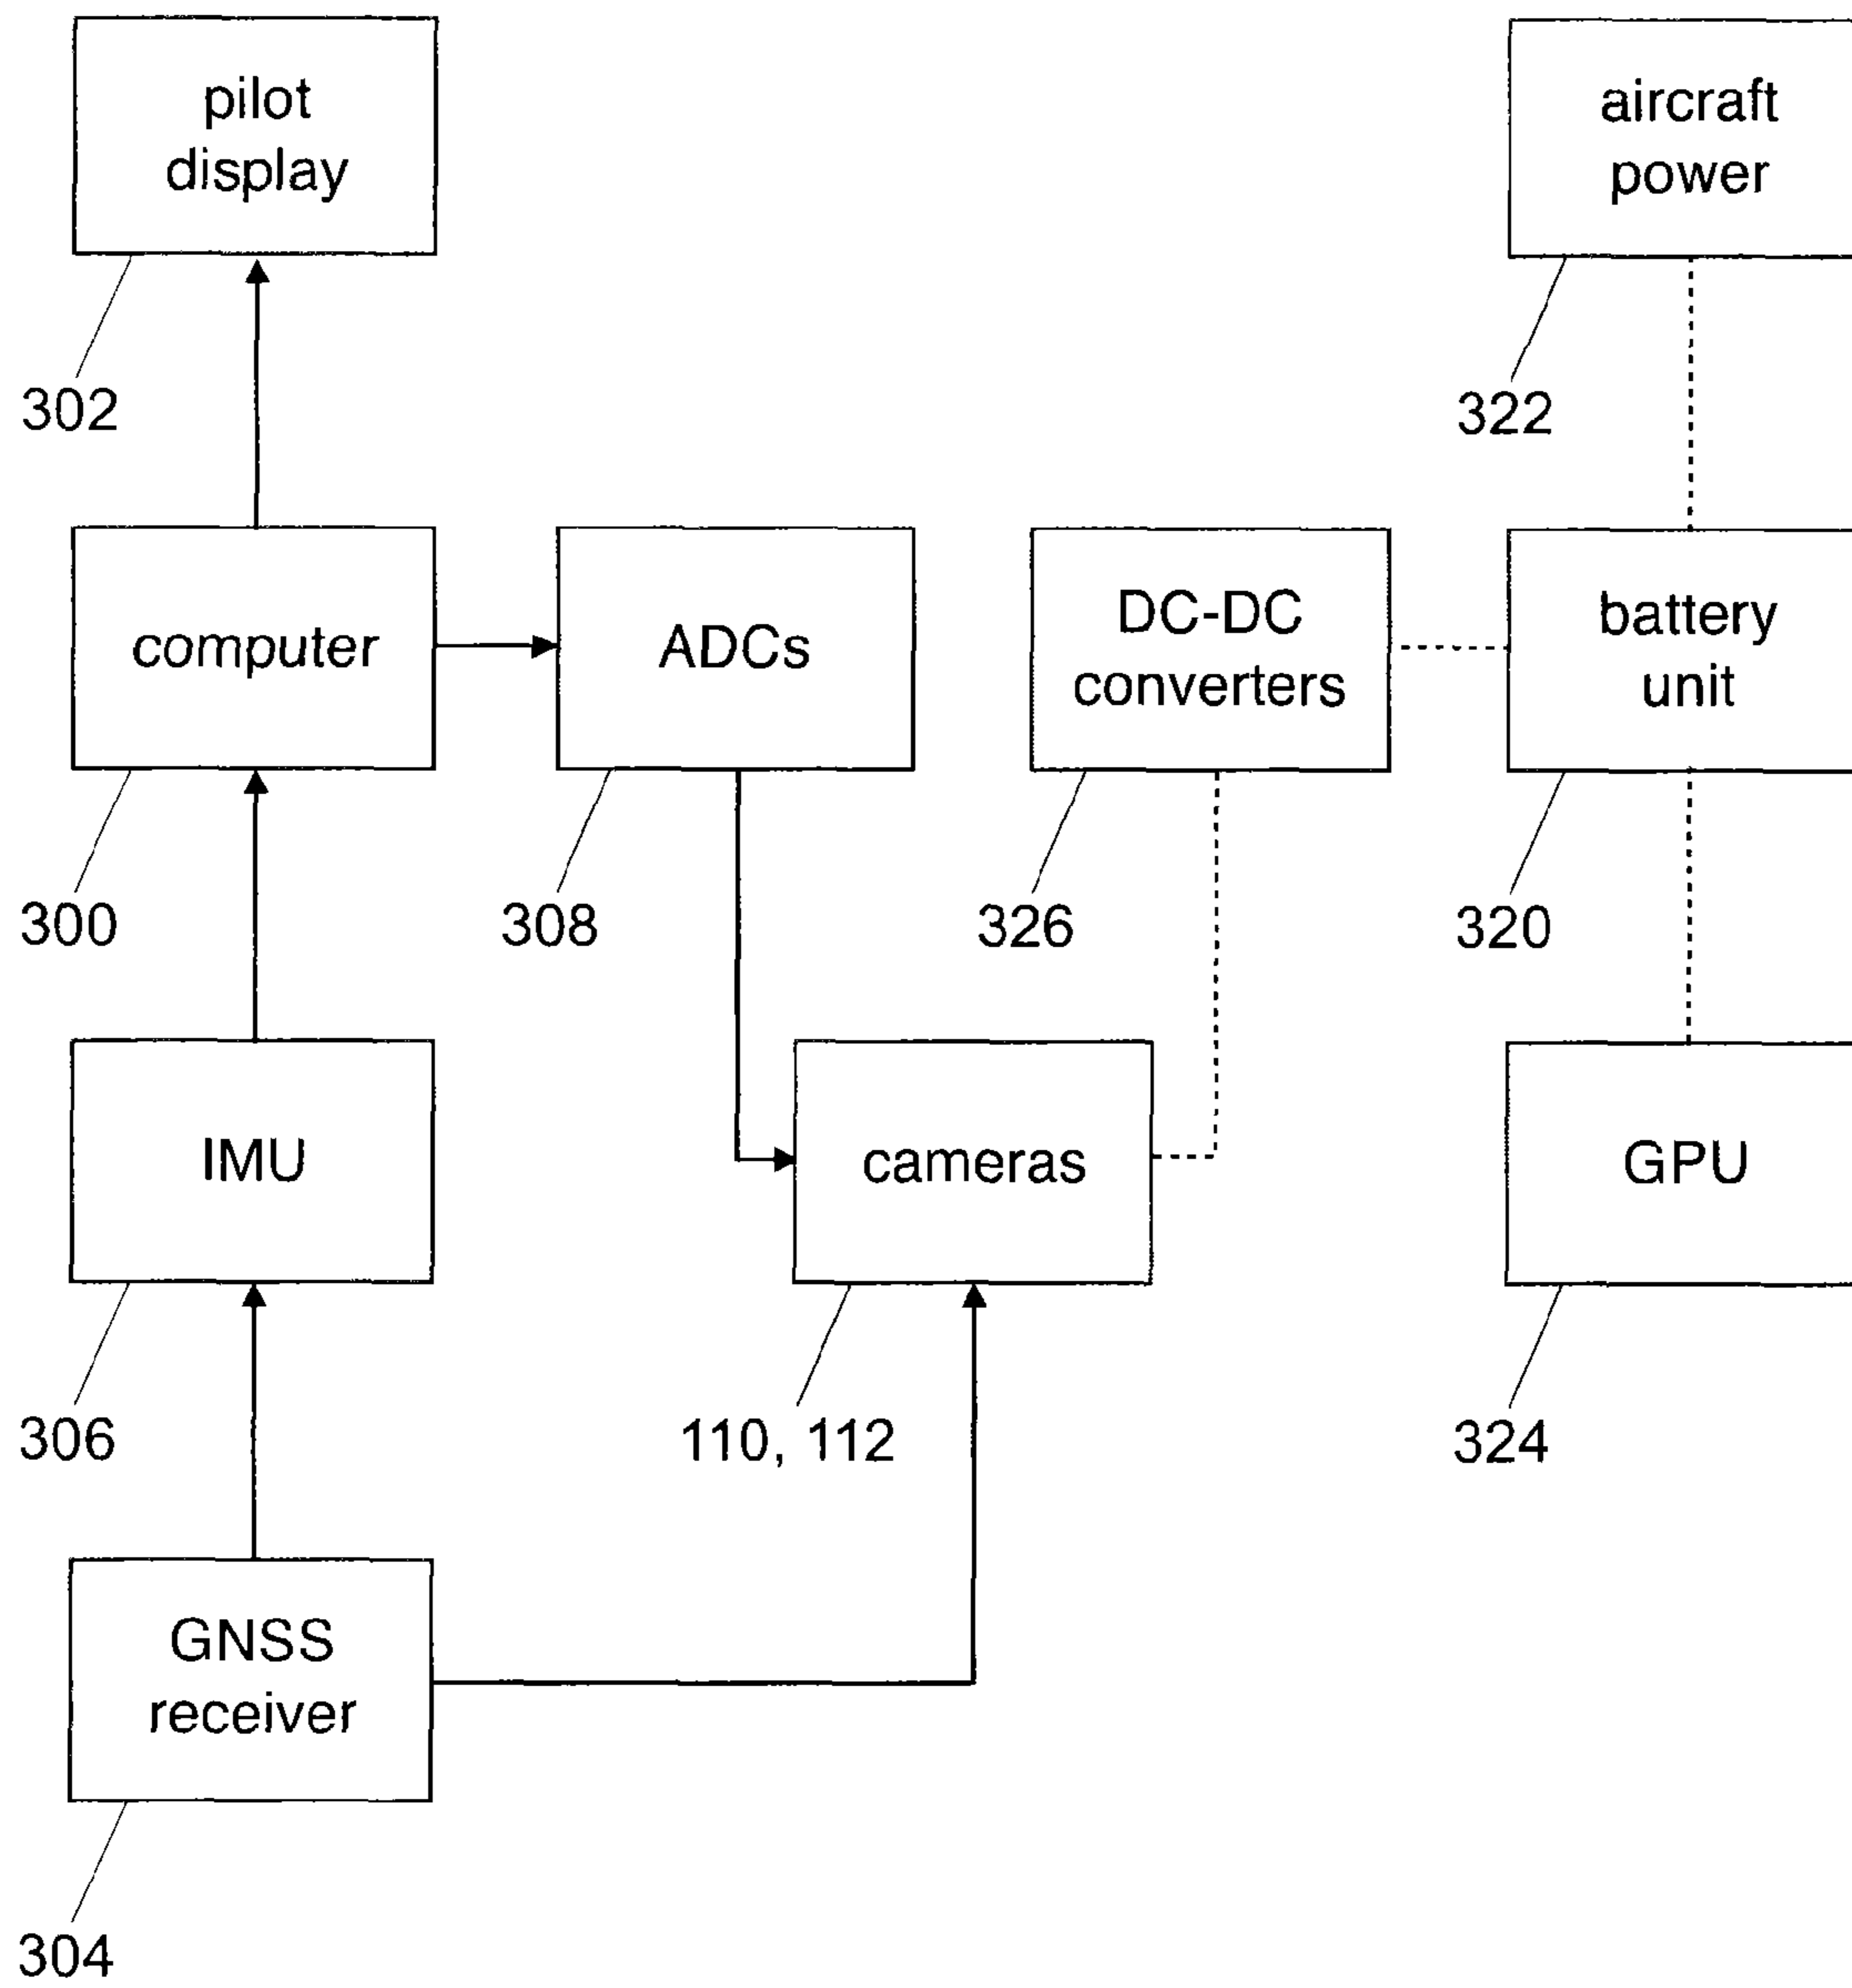 pilot
display
aircraft
power
302
322
computer
ADCs
DC-DC
converters
battery
unit
300
308
326
320
IMU
cameras
GPU
306
110, 112
324
GNSS
receiver
304